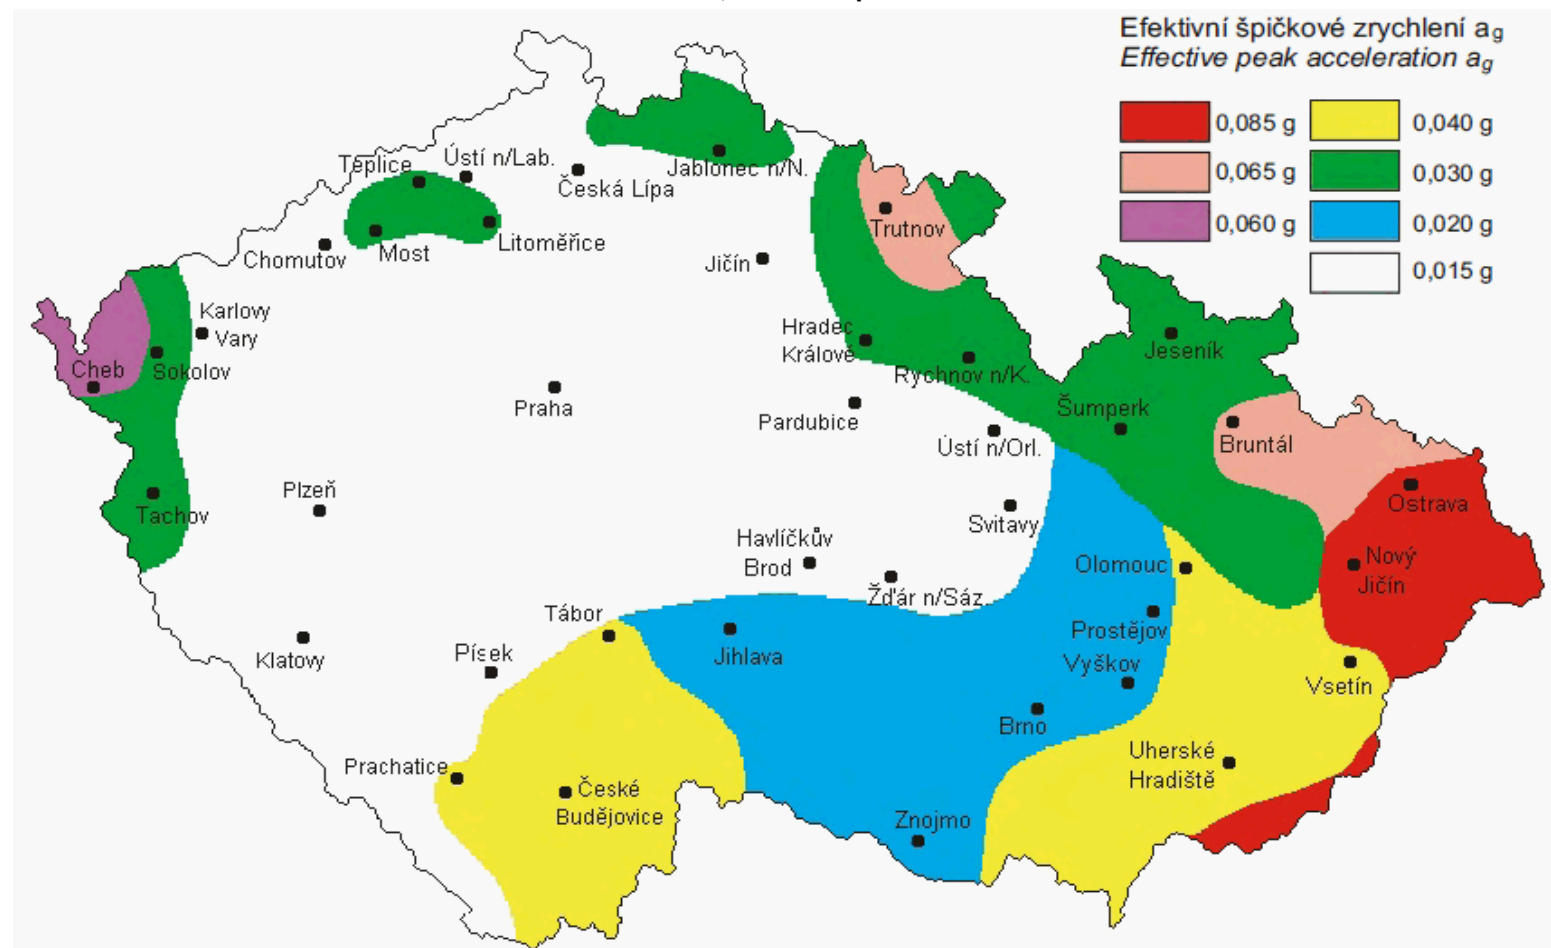 Efektivní špičkové zrychlení ag
Effective peak acceleration ag
0,085 g
0,040 g
0,065 g
0,030 g
0,060 g
0,020 g
0,015 g
Teplice
Ústí n/Lab.
Česká Lípa
Jablonec n/N.
Chomutov
Most
Litoměřice
Jičín
Trutnov
Karlovy
Vary
Cheb
Sokolov
Hradec
Králové
Rychnov n/K.
Jeseník
Praha
Pardubice
Ústí n/Orl.
Šumperk
Bruntál
Tachov
Plzeň
Svitavy
Ostrava
Havlíčkův
Brod
Žďár n/Sáz.
Olomouc
Nový
Jičín
Tábor
Prostějov
Klatovy
Písek
Jihlava
Vyškov
Vsetín
Brno
Prachatice
České
Budějovice
Uherské
Hradiště
Znojmo